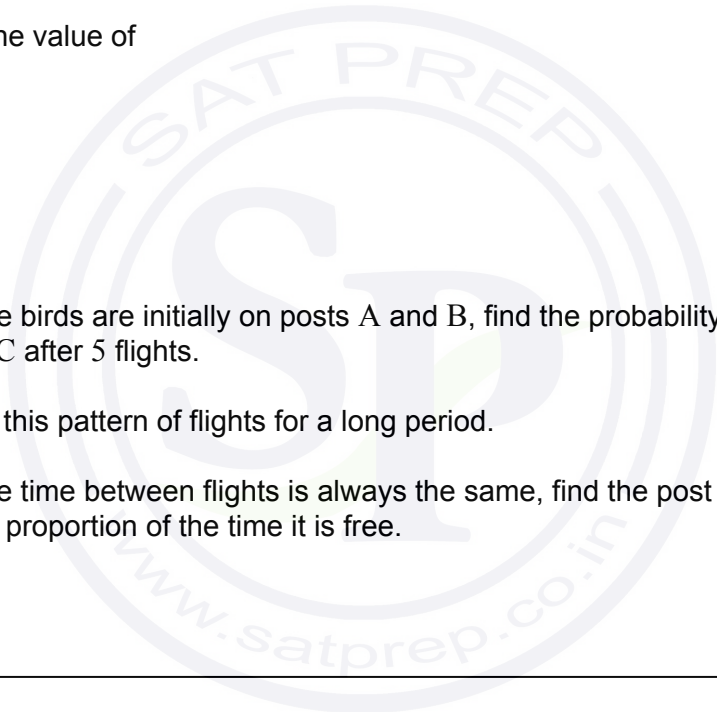 ne value of
SAT PREP
SP
e birds are initially on posts A and B, find the probability
C after 5 flights.
this pattern of flights for a long period.
e time between flights is always the same, find the post
proportion of the time it is free.
www.satprep.co.in